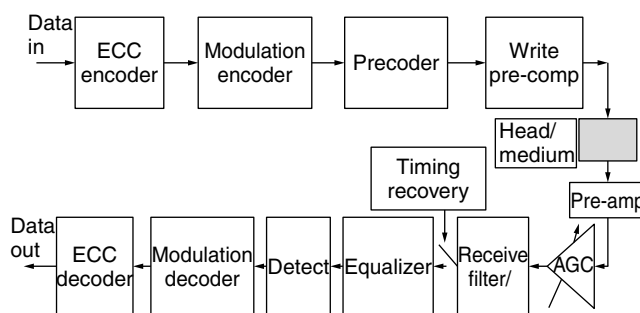 Data
in
ECC
encoder
Modulation
encoder
Precoder
Write
pre-comp
Head/
medium
Timing
recovery
Pre-amp
Data
out
ECC
decoder
Modulation
decoder
Detect
Equalizer
Receive
filter/
AGC